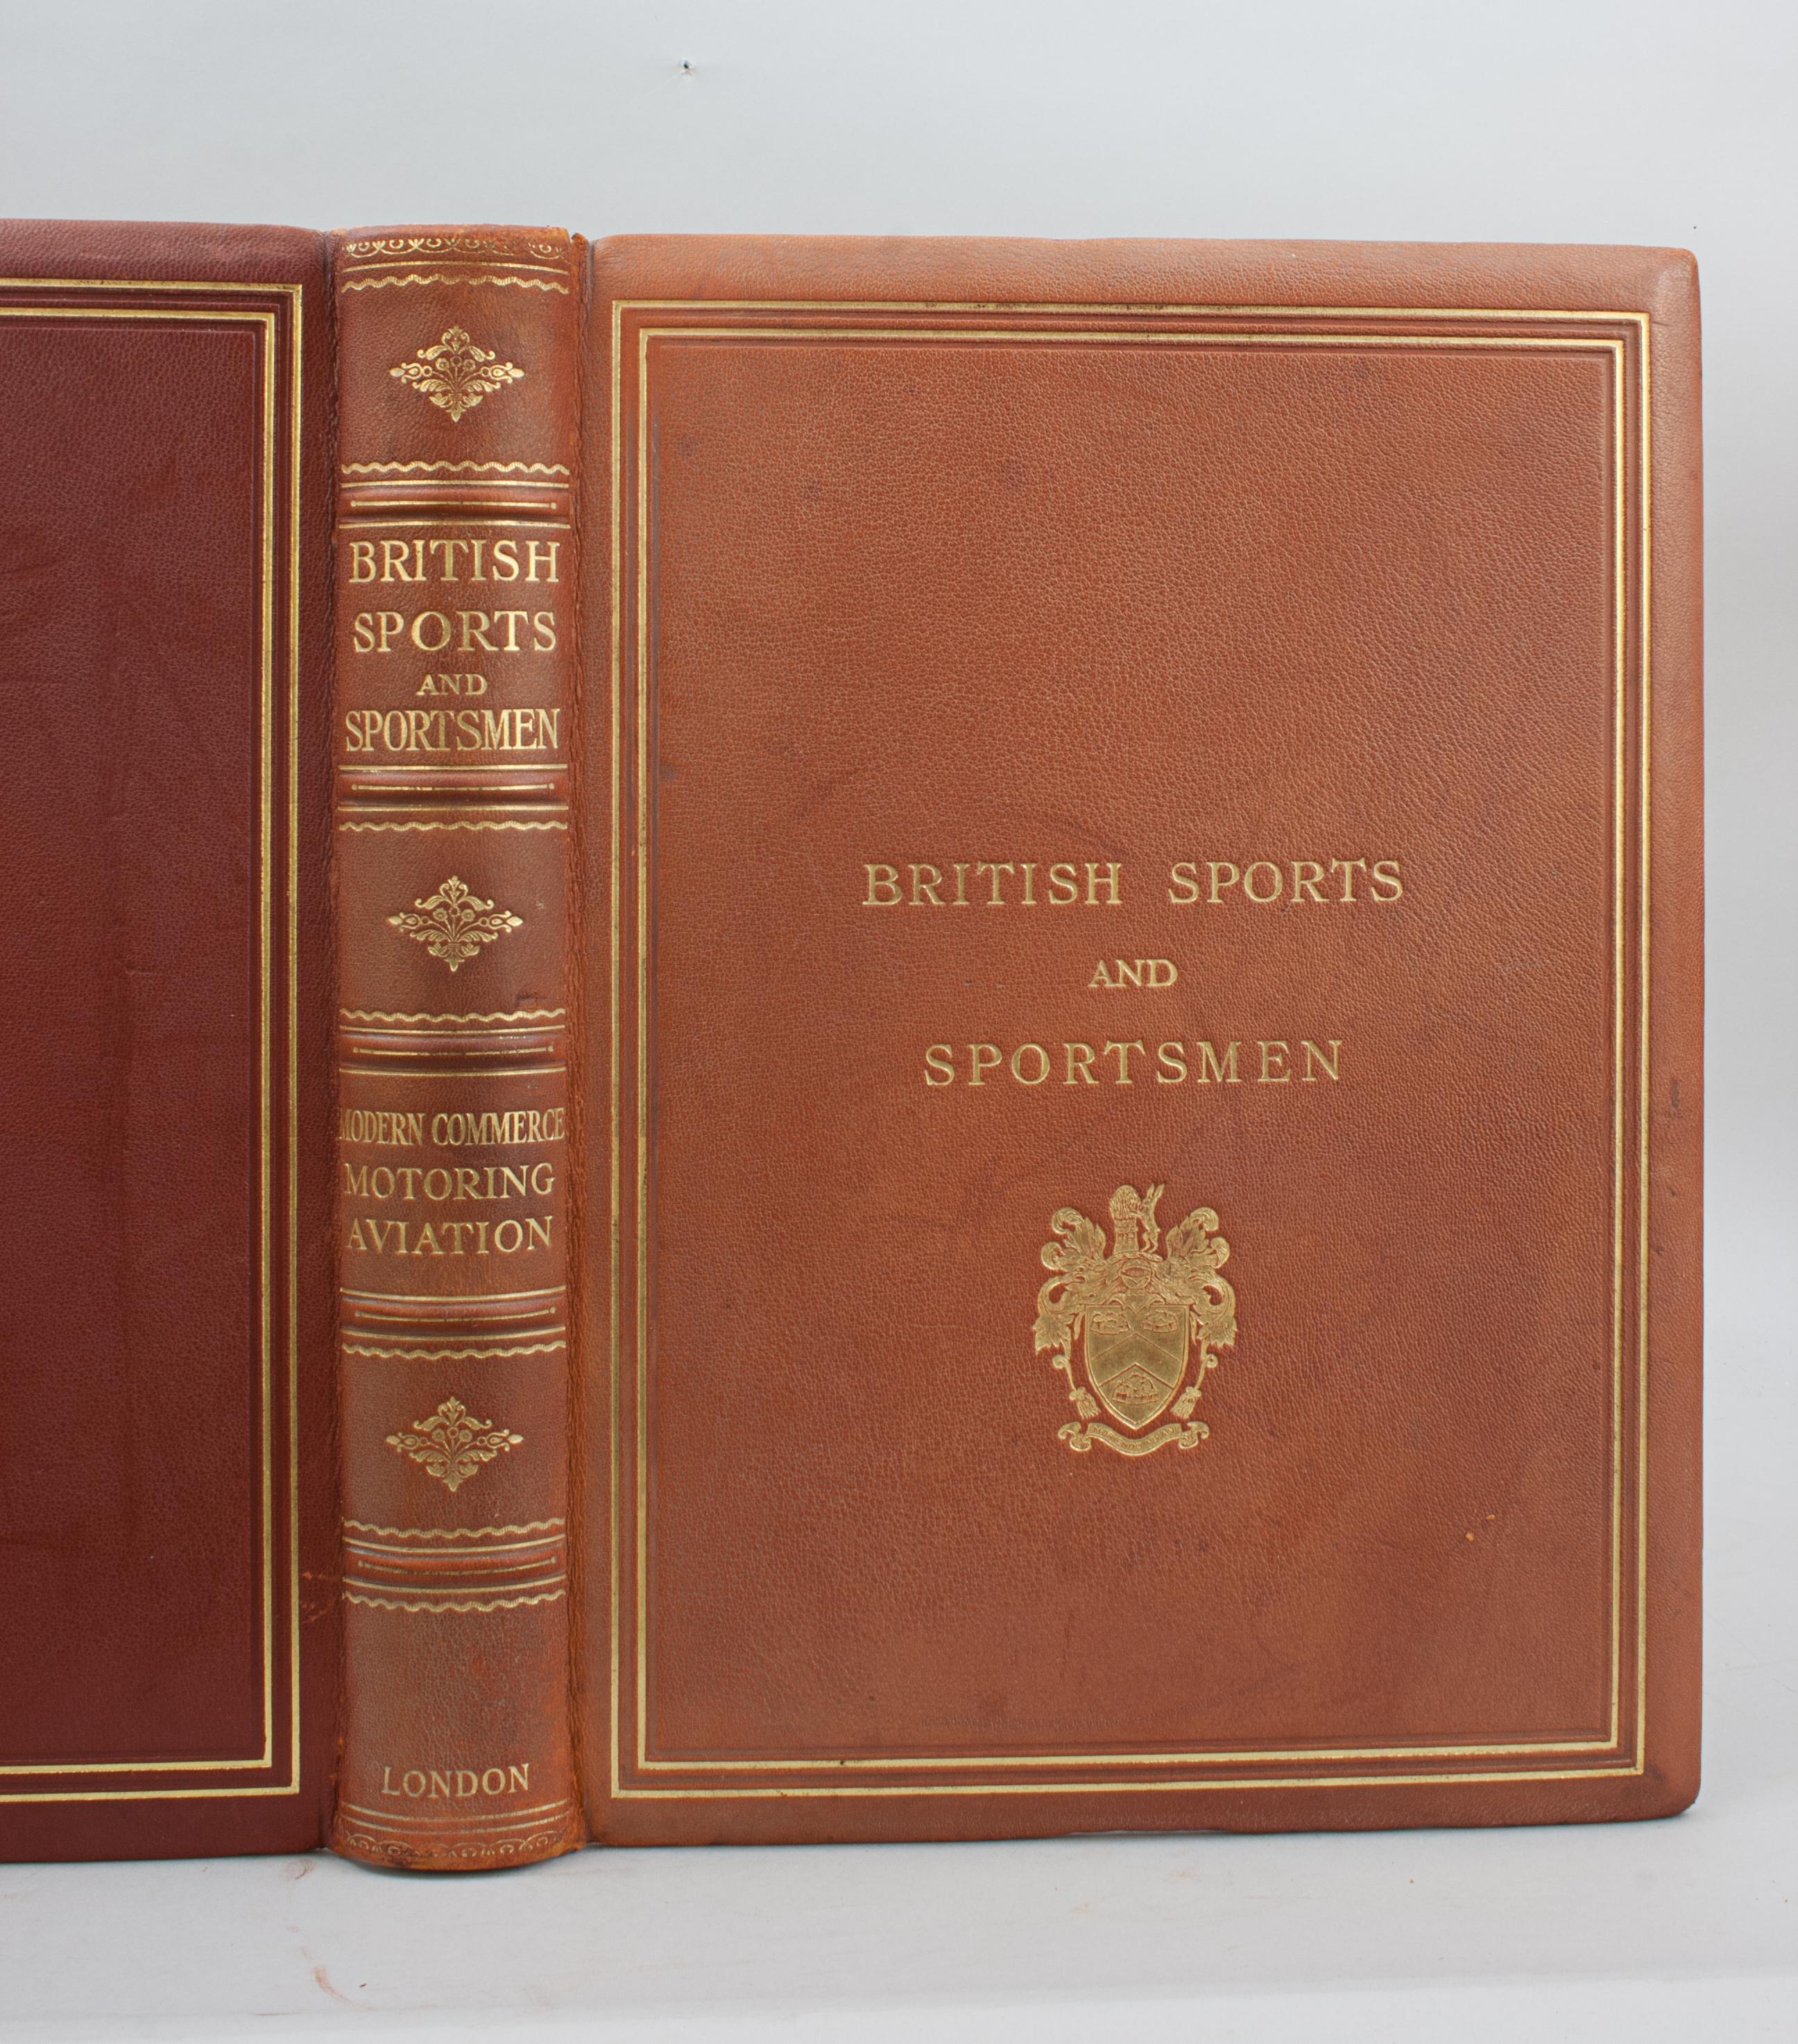 BRITISH
SPORTS
AND
SPORTSMEN
MODERN COMMERCE
MOTORING
AVIATION
LONDON
BRITISH SPORTS
AND
SPORTSMEN